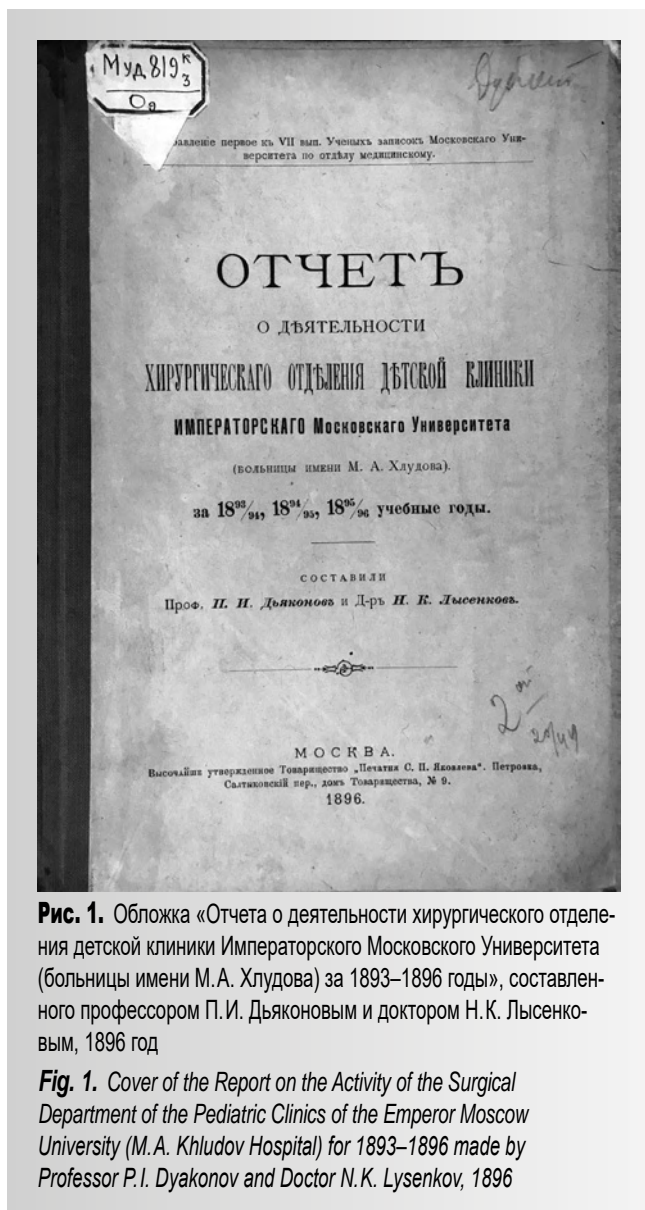 Муд 819 К
3
Оө
равленіе первое къ VII вып. Ученыхъ записокъ Московскаго Уни-
верситета по отдѣлу медицинскому.
ОТЧЕТЪ
О ДѢЯТЕЛЬНОСТИ
ХИРУРГИЧЕСКАГО ОТДѢЛЕНІЯ ДѢТСКОЙ КЛИНИКИ
ИМПЕРАТОРСКАГО Московскаго Университета
(БОЛЬНИЦЫ ИМЕНИ М. А. Хлудова).
за 1893/94, 1894/95, 1895/96 учебные годы.
СОСТАВИЛИ
Проф. П. И. Дьяконовъ и Д-ръ Н. К. Лысенковъ.
2
МОСКВА.
Высочайше утвержденное Товарищество „Печатня С. П. Яковлева“. Петровка,
Салтыковскій пер., домъ Товарищества, № 9.
1896.
Рис. 1. Обложка «Отчета о деятельности хирургического отделе-
ния детской клиники Императорского Московского Университета
(больницы имени М.А. Хлудова) за 1893–1896 годы», составлен-
ного профессором П.И. Дьяконовым и доктором Н.К. Лысенко-
вым, 1896 год
Fig. 1. Cover of the Report on the Activity of the Surgical
Department of the Pediatric Clinics of the Emperor Moscow
University (M.A. Khludov Hospital) for 1893–1896 made by
Professor P.I. Dyakonov and Doctor N.K. Lysenkov, 1896